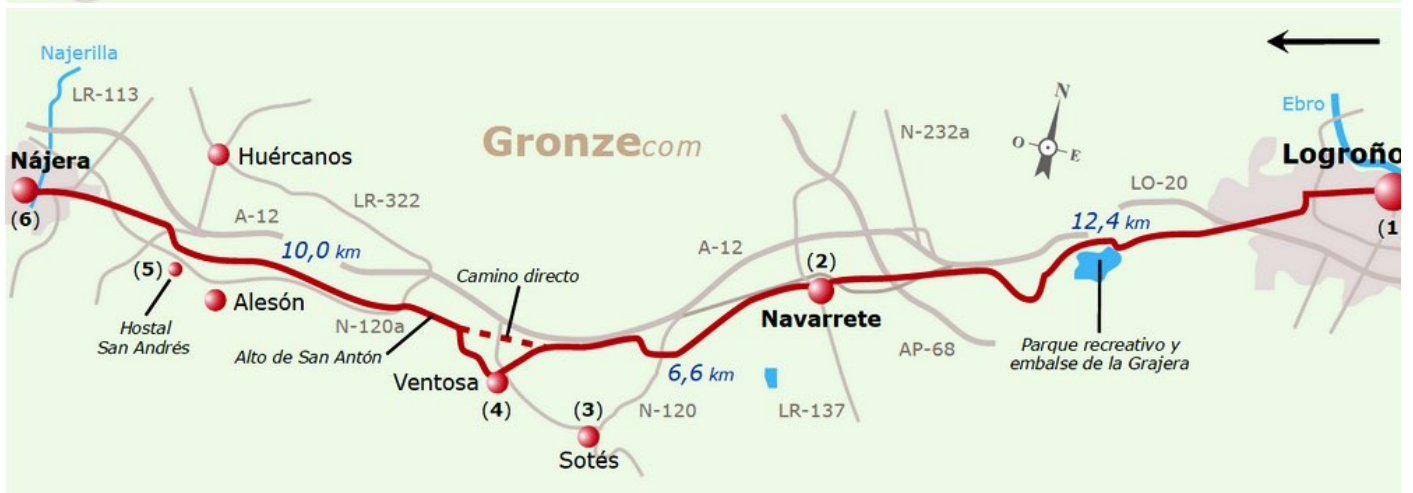 Najerilla
LR-113
Nájera
(6)
Huércanos
A-12
LR-322
10,0 km
(5)
Hostal
San Andrés
Alesón
N-120a
Alto de San Antón
Camino directo
Ventosa
(4)
(3)
Sotés
N-120
6,6 km
Gronze.com
A-12
(2)
Navarrete
LR-137
AP-68
N-232a
N
O
E
12,4 km
LO-20
Parque recreativo y
embalse de la Grajera
Ebro
Logroño
(1